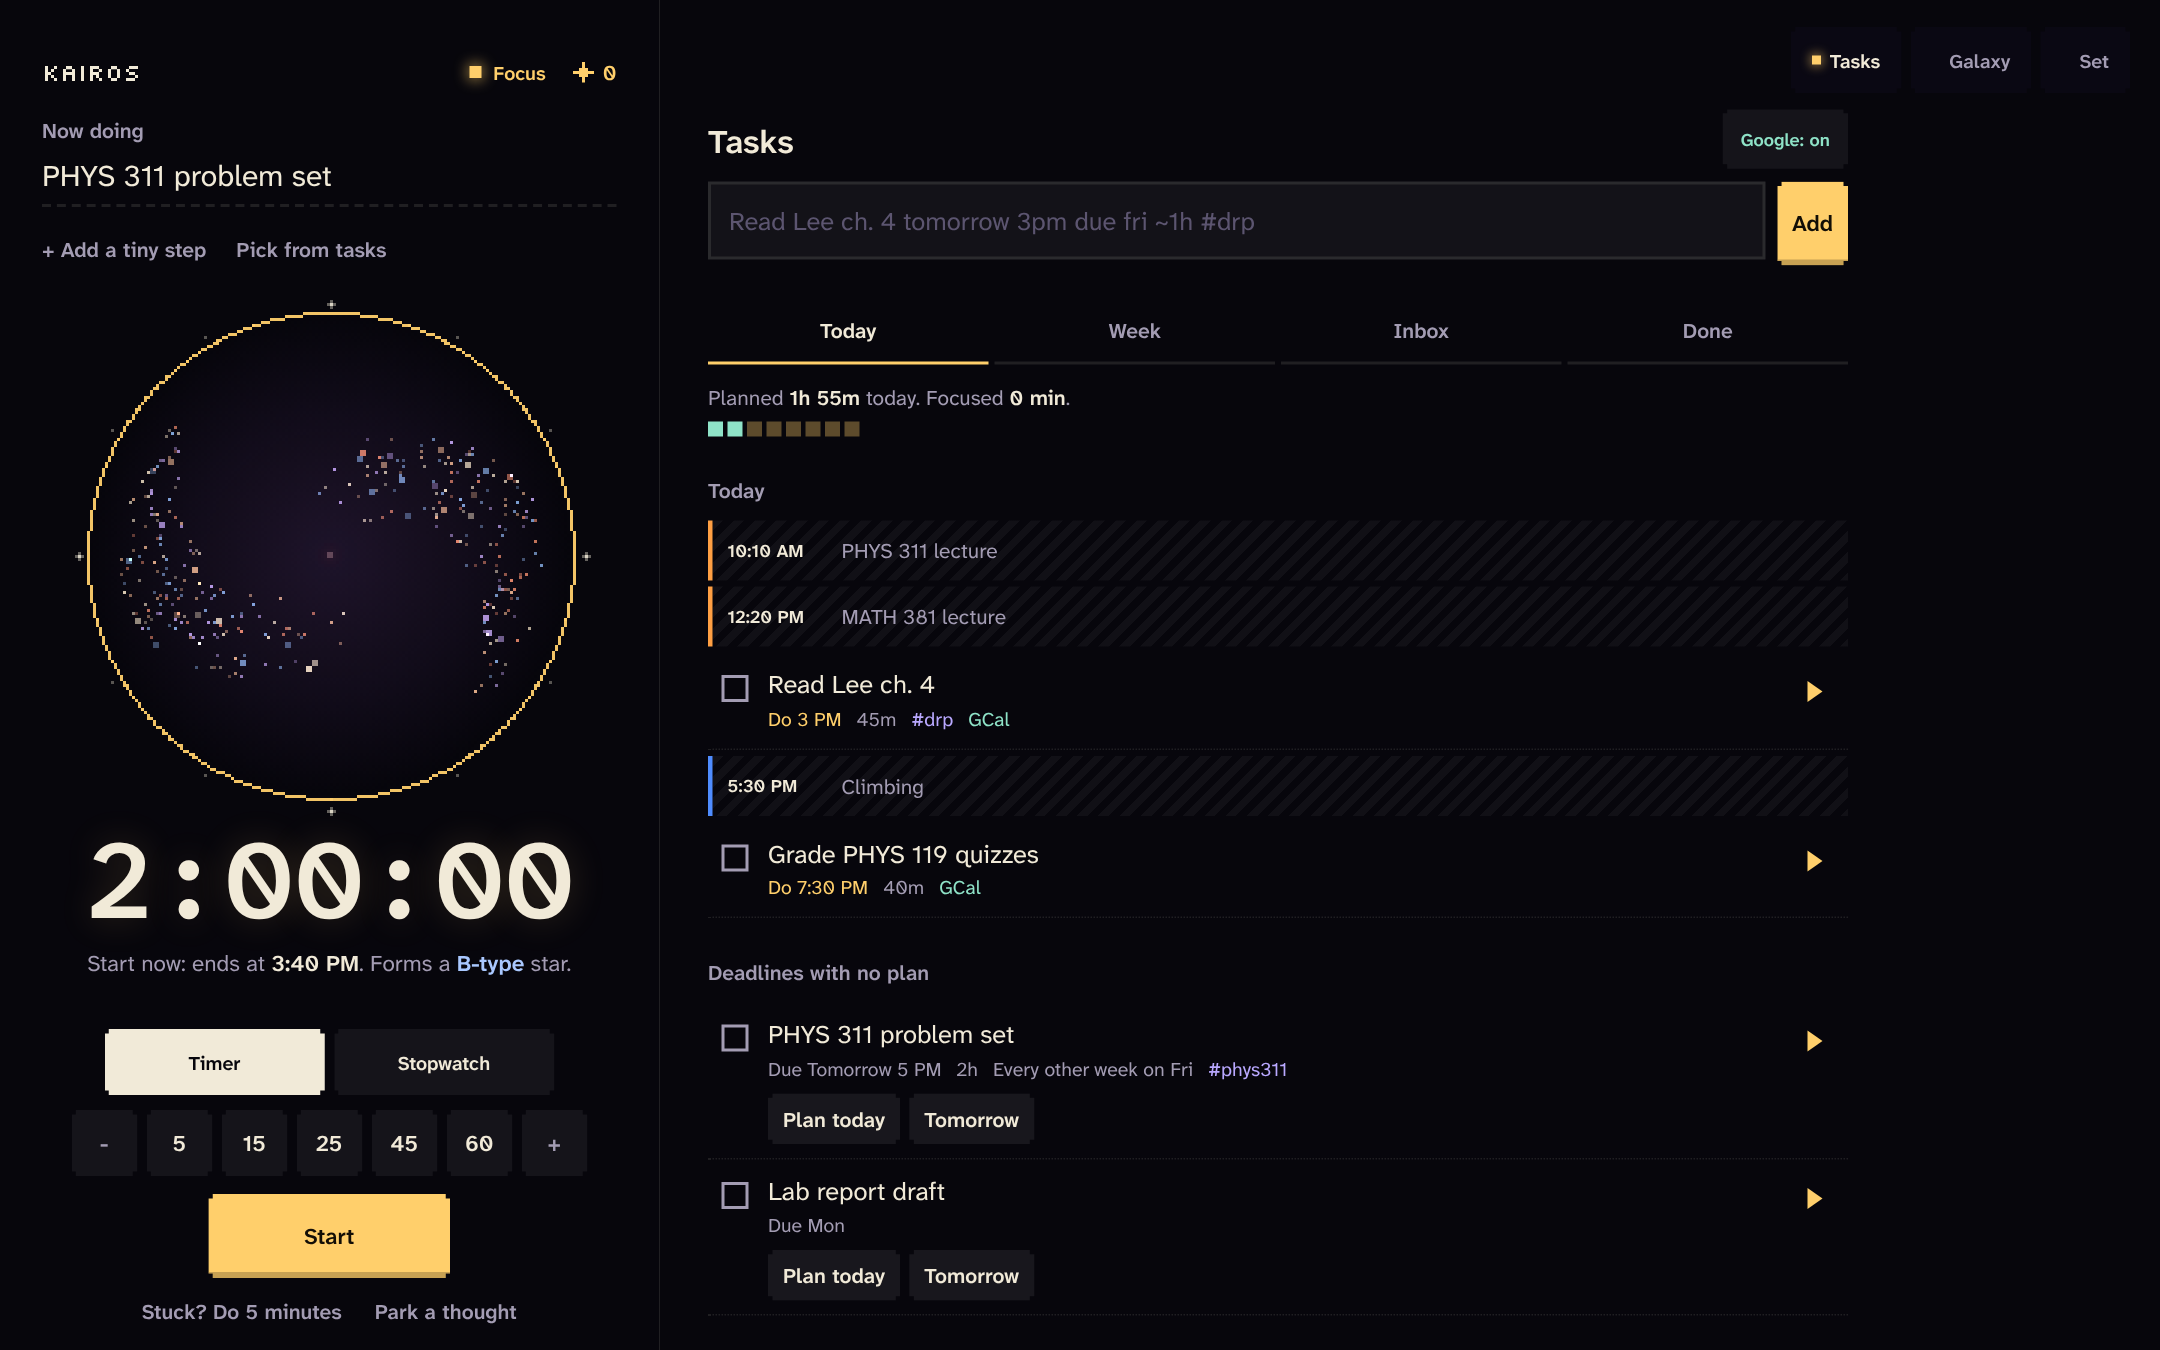 KAIROS
Focus 0
Now doing
PHYS 311 problem set
+ Add a tiny step Pick from tasks
2:00:00
Start now: ends at 3:40 PM. Forms a B-type star.
Timer Stopwatch
- 5 15 25 45 60 +
Start
Stuck? Do 5 minutes Park a thought
Tasks Galaxy Set
Tasks
Google: on
Read Lee ch. 4 tomorrow 3pm due fri ~1h #drp
Add
Today Week Inbox Done
Planned 1h 55m today. Focused 0 min.
Today
10:10 AM PHYS 311 lecture
12:20 PM MATH 381 lecture
Read Lee ch. 4
Do 3 PM 45m #drp GCal
5:30 PM Climbing
Grade PHYS 119 quizzes
Do 7:30 PM 40m GCal
Deadlines with no plan
PHYS 311 problem set
Due Tomorrow 5 PM 2h Every other week on Fri #phys311
Plan today Tomorrow
Lab report draft
Due Mon
Plan today Tomorrow